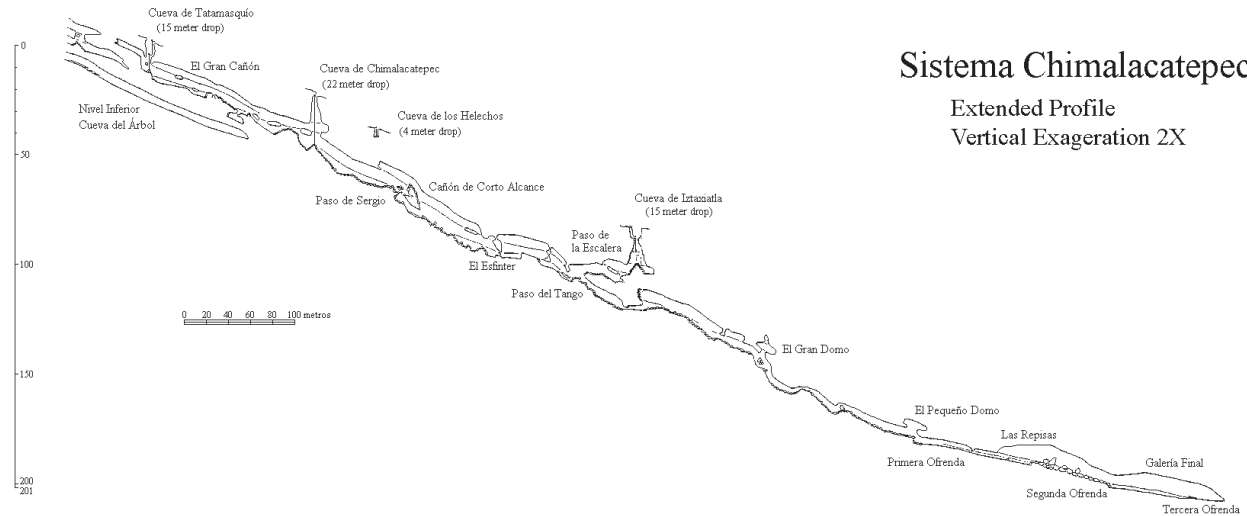 Cueva de Tatamasquío
(15 meter drop)
0
El Gran Cañón
Cueva de Chimalacatepec
(22 meter drop)
Sistema Chimalacatepec
Extended Profile
Vertical Exageration 2X
Nivel Inferior
Cueva del Árbol
Cueva de los Helechos
(4 meter drop)
50
Paso de Sergio
Cañón de Corto Alcance
Cueva de Iztaxiatla
(15 meter drop)
Paso de
la Escalera
El Esfinter
100
Paso del Tango
0 20 40 60 80 100 metros
El Gran Domo
150
El Pequeño Domo
Las Repisas
Primera Ofrenda
Galería Final
200
201
Segunda Ofrenda
Tercera Ofrenda